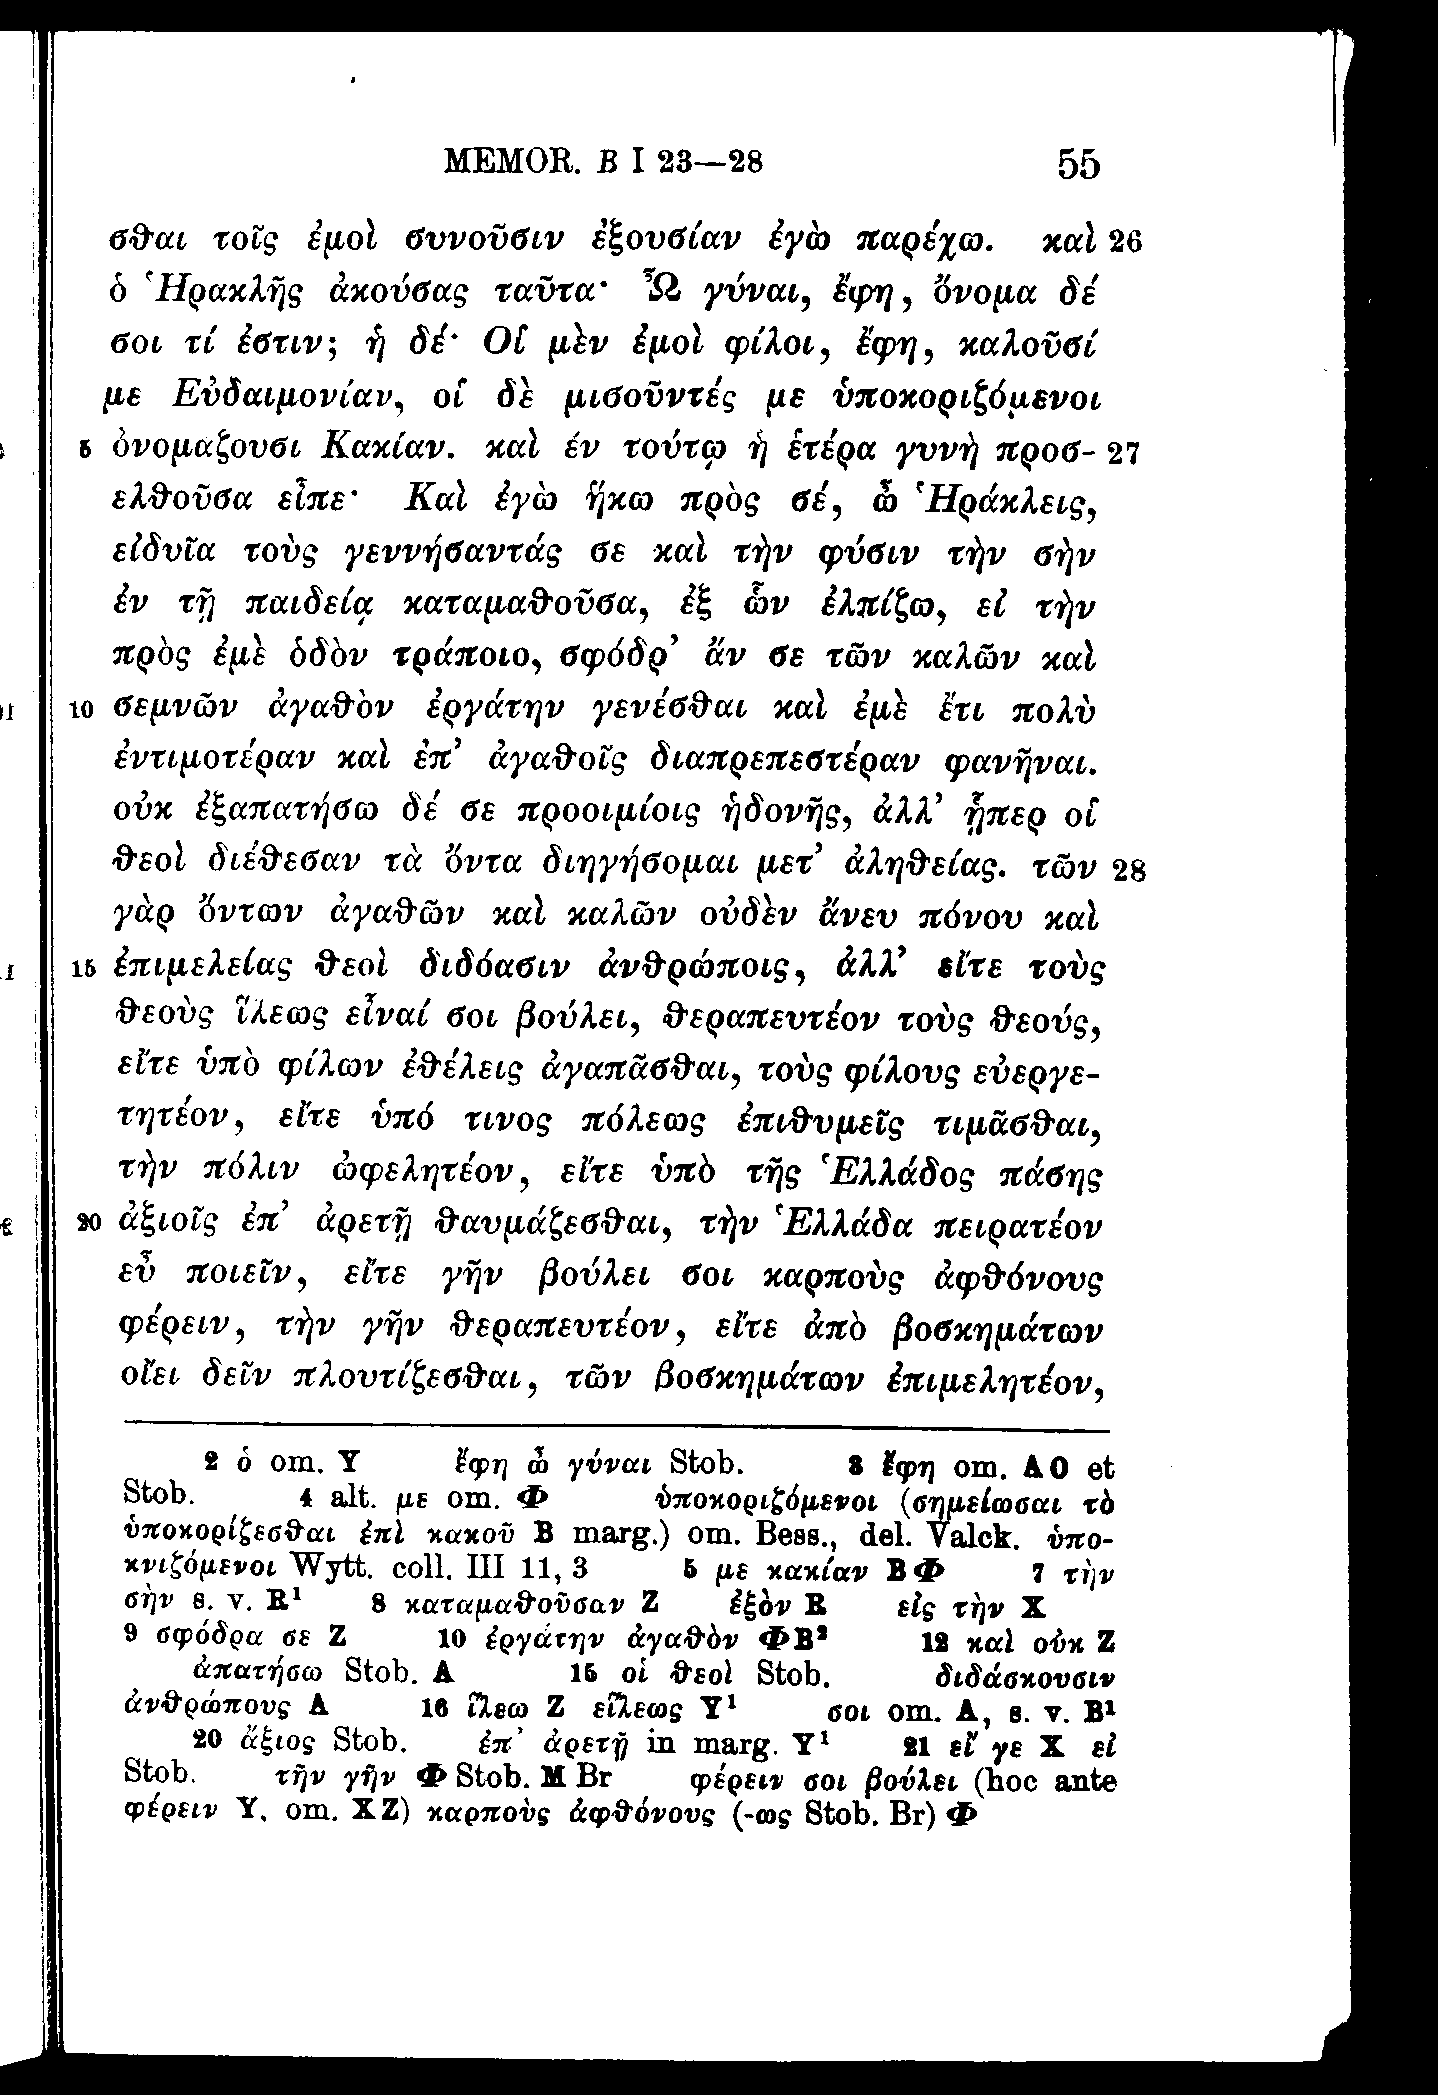 MEMOR. B I 23—28 55
σθαι τοῖς ἐμοὶ συνοῦσιν ἐξουσίαν ἐγὼ παρέχω. καὶ 26
ὁ Ἡρακλῆς ἀκούσας ταῦτα· Ὦ γύναι, ἔφη, ὄνομα δέ
σοι τί ἐστιν; ἡ δέ· Οἱ μὲν ἐμοὶ φίλοι, ἔφη, καλοῦσί
με Εὐδαιμονίαν, οἱ δὲ μισοῦντές με ὑποκοριζόμενοι
5 ὀνομάζουσι Κακίαν. καὶ ἐν τούτῳ ἡ ἑτέρα γυνὴ προσ- 27
ελθοῦσα εἶπε· Καὶ ἐγὼ ἥκω πρὸς σέ, ὦ Ἡράκλεις,
εἰδυῖα τοὺς γεννήσαντάς σε καὶ τὴν φύσιν τὴν σὴν
ἐν τῇ παιδείᾳ καταμαθοῦσα, ἐξ ὧν ἐλπίζω, εἰ τὴν
πρὸς ἐμὲ ὁδὸν τράποιο, σφόδρ’ ἄν σε τῶν καλῶν καὶ
10 σεμνῶν ἀγαθὸν ἐργάτην γενέσθαι καὶ ἐμὲ ἔτι πολὺ
ἐντιμοτέραν καὶ ἐπ’ ἀγαθοῖς διαπρεπεστέραν φανῆναι.
οὐκ ἐξαπατήσω δέ σε προοιμίοις ἡδονῆς, ἀλλ’ ᾗπερ οἱ
θεοὶ διέθεσαν τὰ ὄντα διηγήσομαι μετ’ ἀληθείας. τῶν 28
γὰρ ὄντων ἀγαθῶν καὶ καλῶν οὐδὲν ἄνευ πόνου καὶ
15 ἐπιμελείας θεοὶ διδόασιν ἀνθρώποις, ἀλλ’ εἴτε τοὺς
θεοὺς ἵλεως εἶναί σοι βούλει, θεραπευτέον τοὺς θεούς,
εἴτε ὑπὸ φίλων ἐθέλεις ἀγαπᾶσθαι, τοὺς φίλους εὐεργε-
τητέον, εἴτε ὑπό τινος πόλεως ἐπιθυμεῖς τιμᾶσθαι,
τὴν πόλιν ὠφελητέον, εἴτε ὑπὸ τῆς Ἑλλάδος πάσης
20 ἀξιοῖς ἐπ’ ἀρετῇ θαυμάζεσθαι, τὴν Ἑλλάδα πειρατέον
εὖ ποιεῖν, εἴτε γῆν βούλει σοι καρποὺς ἀφθόνους
φέρειν, τὴν γῆν θεραπευτέον, εἴτε ἀπὸ βοσκημάτων
οἴει δεῖν πλουτίζεσθαι, τῶν βοσκημάτων ἐπιμελητέον,
2 ὁ om. Y ἔφη ὦ γύναι Stob. 3 ἔφη om. AO et
Stob. 4 alt. με om. Φ ὑποκοριζόμενοι (σημείωσαι τὸ
ὑποκορίζεσθαι ἐπὶ κακοῦ B marg.) om. Bess., del. Valck. ὑπο-
κνιζόμενοι Wytt. coll. III 11, 3 5 με κακίαν BΦ 7 τὴν
σὴν s. v. R¹ 8 καταμαθοῦσαν Z ἐξὸν R εἰς τὴν X
9 σφόδρα σε Z 10 ἐργάτην ἀγαθὸν ΦB² 12 καὶ οὐκ Z
ἀπατήσω Stob. A 15 οἱ θεοὶ Stob. διδάσκουσιν
ἀνθρώπους A 16 ἵλεω Z εἵλεως Y¹ σοι om. A, s. v. B¹
20 ἄξιος Stob. ἐπ’ ἀρετῇ in marg. Y¹ 21 εἴ γε X εἰ
Stob. τὴν γῆν Φ Stob. M Br φέρειν σοι βούλει (hoc ante
φέρειν Y, om. XZ) καρποὺς ἀφθόνους (-ως Stob. Br) Φ